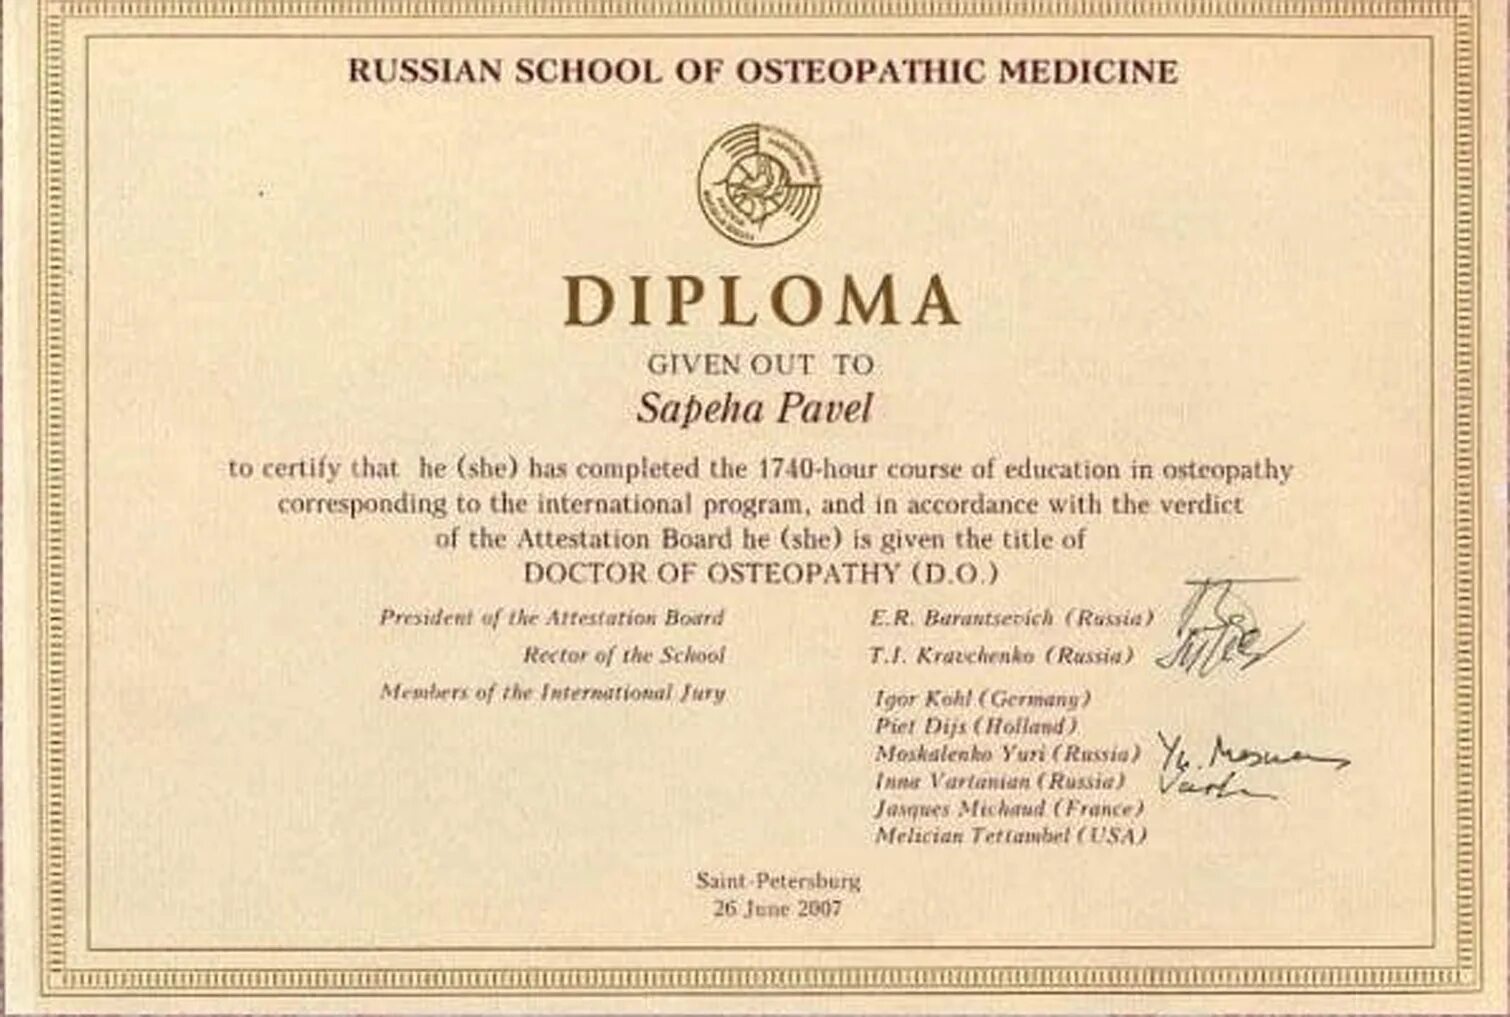 RUSSIAN SCHOOL OF OSTEOPATHIC MEDICINE
DIPLOMA
GIVEN OUT TO
Sapeha Pavel
to certify that he (she) has completed the 1740-hour course of education in osteopathy
corresponding to the international program, and in accordance with the verdict
of the Attestation Board he (she) is given the title of
DOCTOR OF OSTEOPATHY (D.O.)
President of the Attestation Board E.R. Barantsevich (Russia)
Rector of the School T.I. Kravchenko (Russia)
Members of the International Jury Igor Kohl (Germany)
Piet Dijs (Holland)
Moskalenko Yuri (Russia)
Inna Vartanian (Russia)
Jasques Michaud (France)
Melician Tettambel (USA)
Saint-Petersburg
26 June 2007